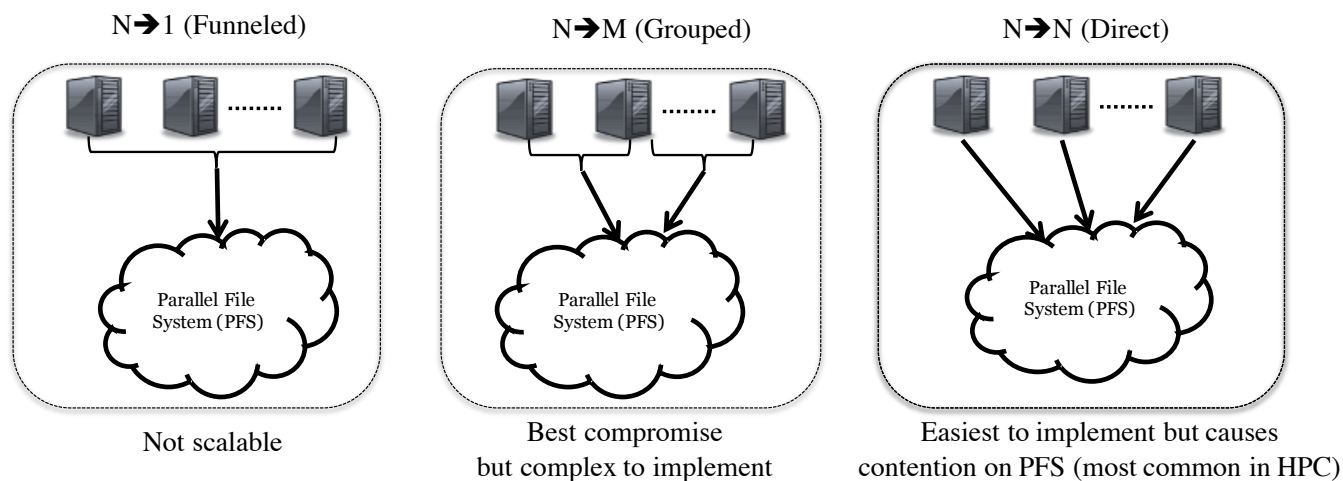 N➔1 (Funneled)
N➔M (Grouped)
N➔N (Direct)
Parallel File
System (PFS)
Parallel File
System (PFS)
Parallel File
System (PFS)
Not scalable
Best compromise
but complex to implement
Easiest to implement but causes
contention on PFS (most common in HPC)